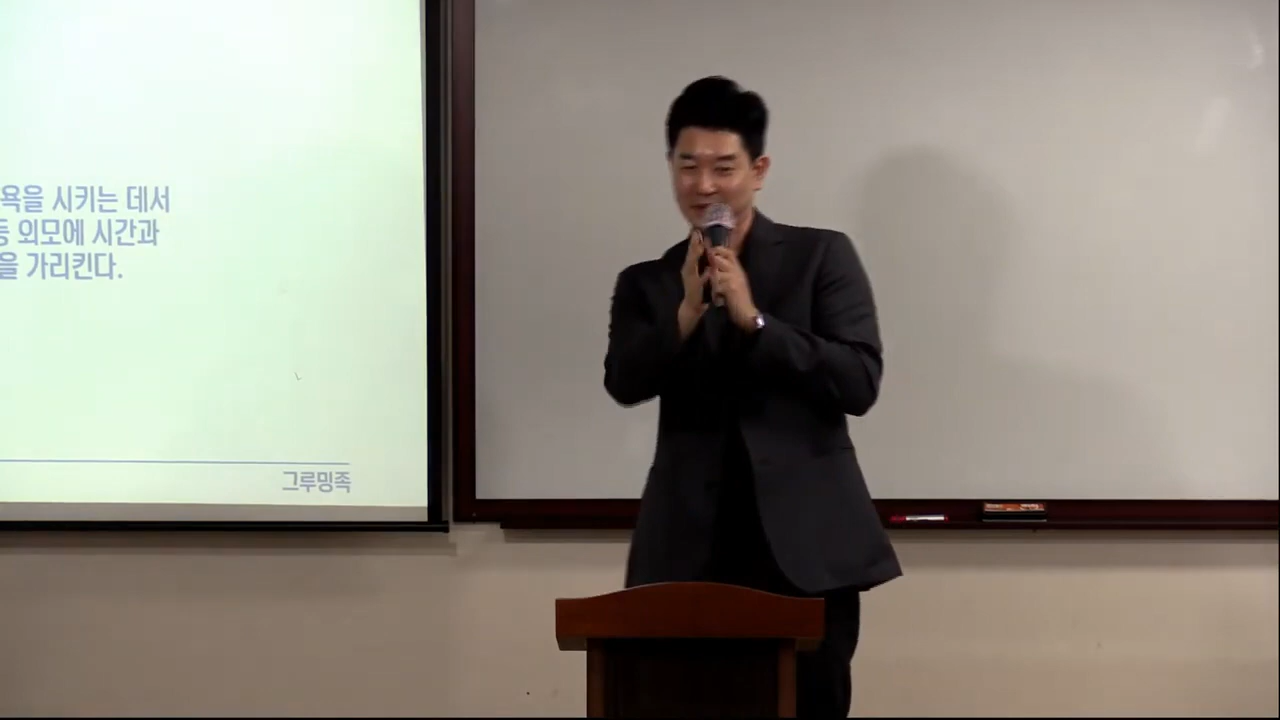 욕을 시키는 데서
등 외모에 시간과
을 가리킨다.
그루밍족